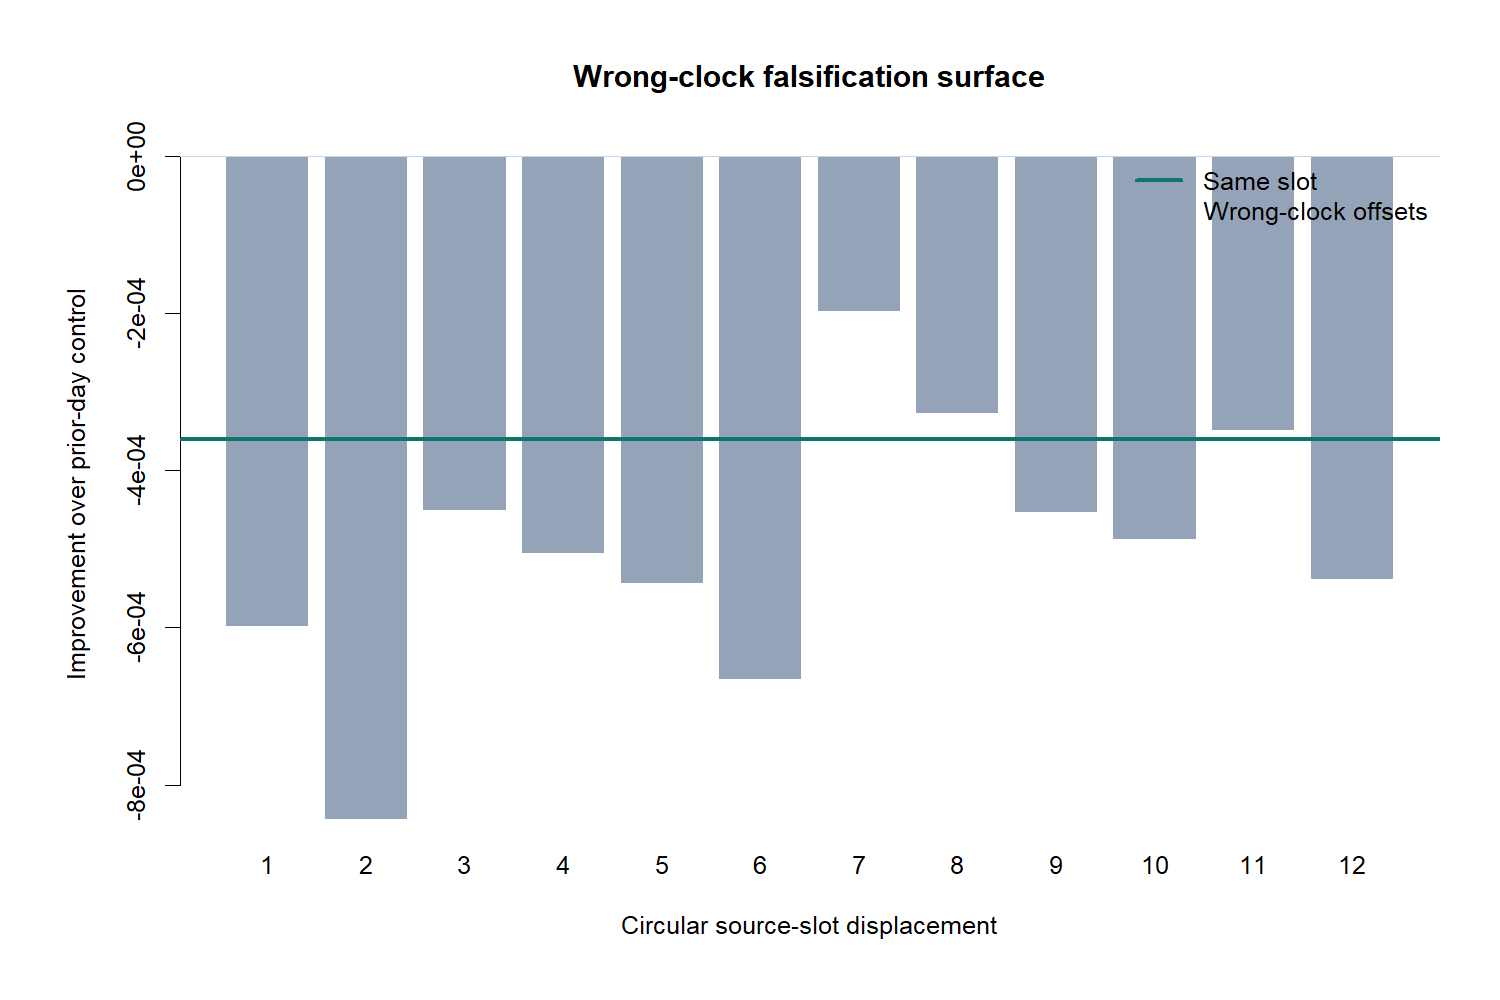 Wrong-clock falsification surface
Improvement over prior-day control
0e+00
-2e-04
-4e-04
-6e-04
-8e-04
Same slot
Wrong-clock offsets
1 2 3 4 5 6 7 8 9 10 11 12
Circular source-slot displacement